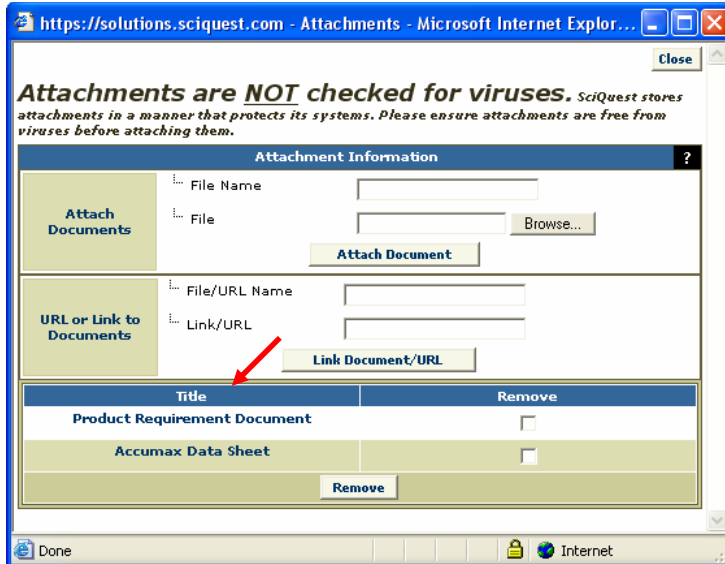 https://solutions.sciquest.com - Attachments - Microsoft Internet Explor...
Close
Attachments are NOT checked for viruses. SciQuest stores
attachments in a manner that protects its systems. Please ensure attachments are free from
viruses before attaching them.
Attachment Information ?
Attach
Documents
File Name
File Browse...
Attach Document
URL or Link to
Documents
File/URL Name
Link/URL
Link Document/URL
Title Remove
Product Requirement Document
Accumax Data Sheet
Remove
Done Internet